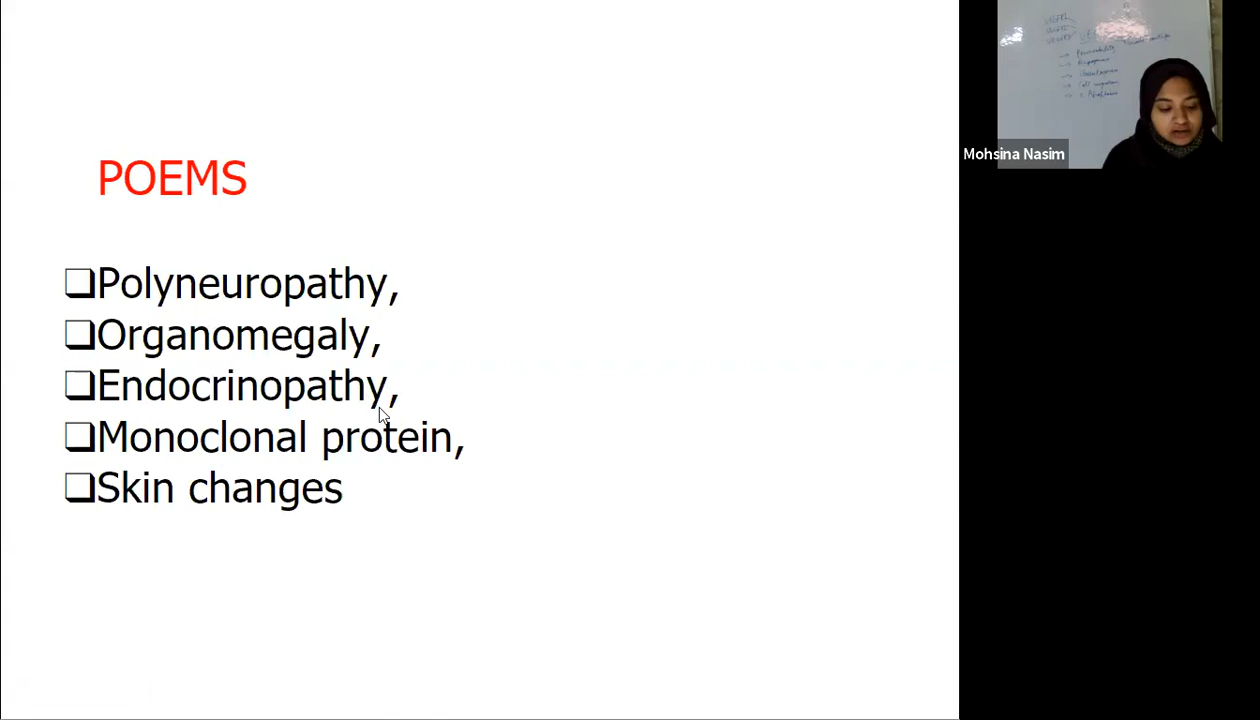 POEMS
❑Polyneuropathy,
❑Organomegaly,
❑Endocrinopathy,
❑Monoclonal protein,
❑Skin changes
Mohsina Nasim